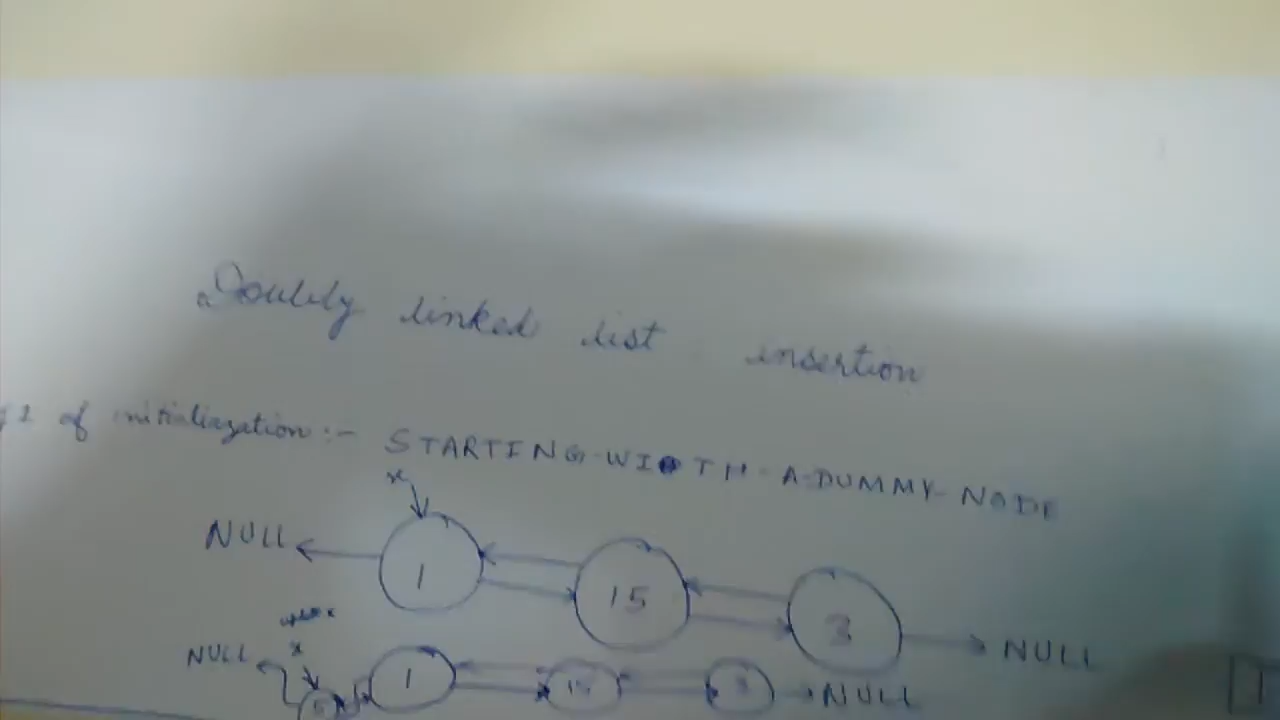 Doubly linked list insertion
of initialization:- STARTING-WITH-A-DUMMY-NODE
x
NULL 1 15 3 NULL
x
NULL 1 15 3 NULL